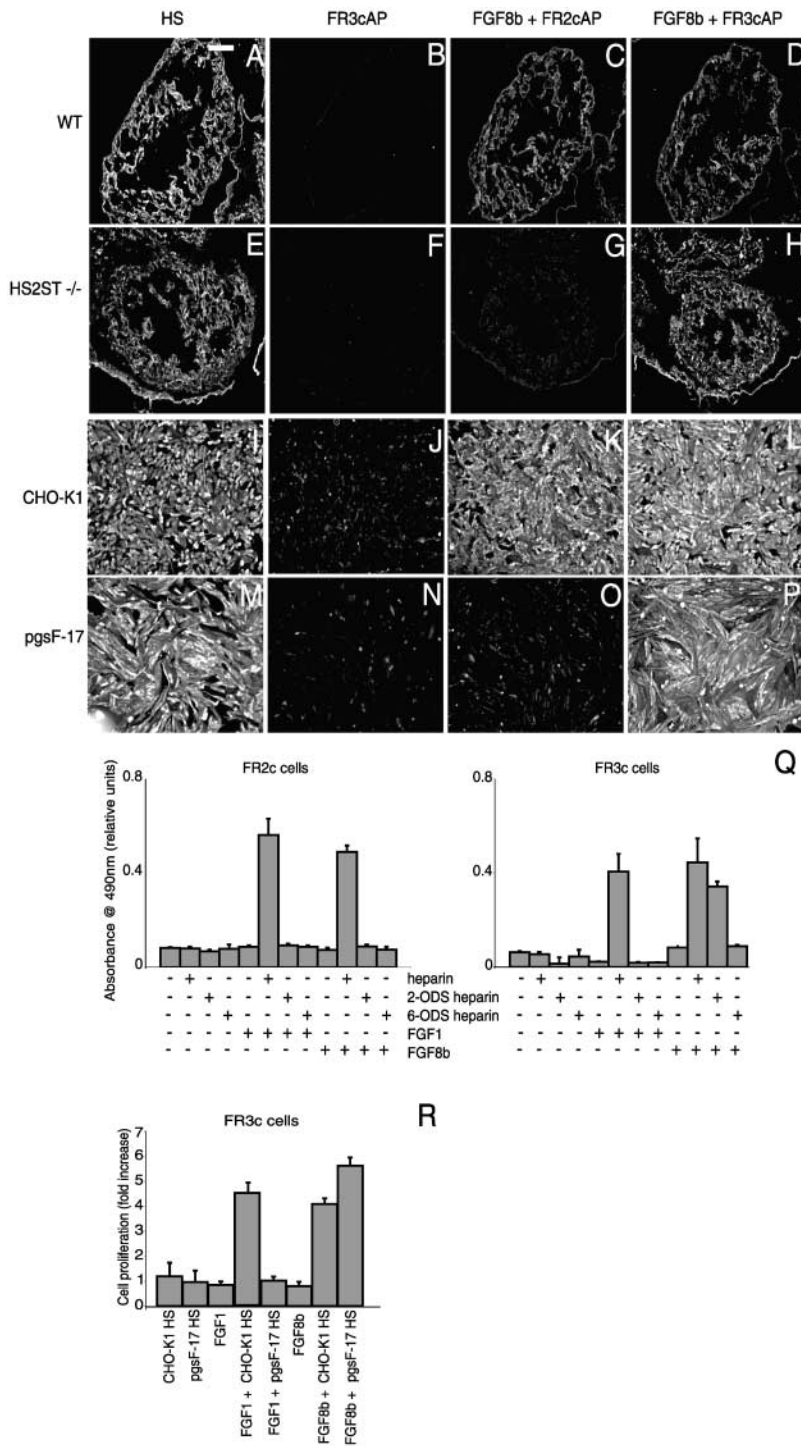 HS FR3cAP FGF8b + FR2cAP FGF8b + FR3cAP
A B C D
WT
E F G H
HS2ST -/-
I J K L
CHO-K1
M N O P
pgsF-17
Q
FR2c cells FR3c cells
Absorbance @ 490nm (relative units)
0.8 0.8
0.4 0.4
0 0
- + - - - + - - - + - - heparin - + - - - + - - - + - -
- - + - - - + - - - + - 2-ODS heparin - - + - - - + - - - + -
- - - + - - - + - - - + 6-ODS heparin - - - + - - - + - - - +
- - - - + + + + - - - - FGF1 - - - - + + + + - - - -
- - - - - - - - + + + + FGF8b - - - - - - - - + + + +
R
FR3c cells
Cell proliferation (fold increase)
7
6
5
4
3
2
1
0
CHO-K1 HS
pgsF-17 HS
FGF1
FGF1 + CHO-K1 HS
FGF1 + pgsF-17 HS
FGF8b
FGF8b + CHO-K1 HS
FGF8b + pgsF-17 HS